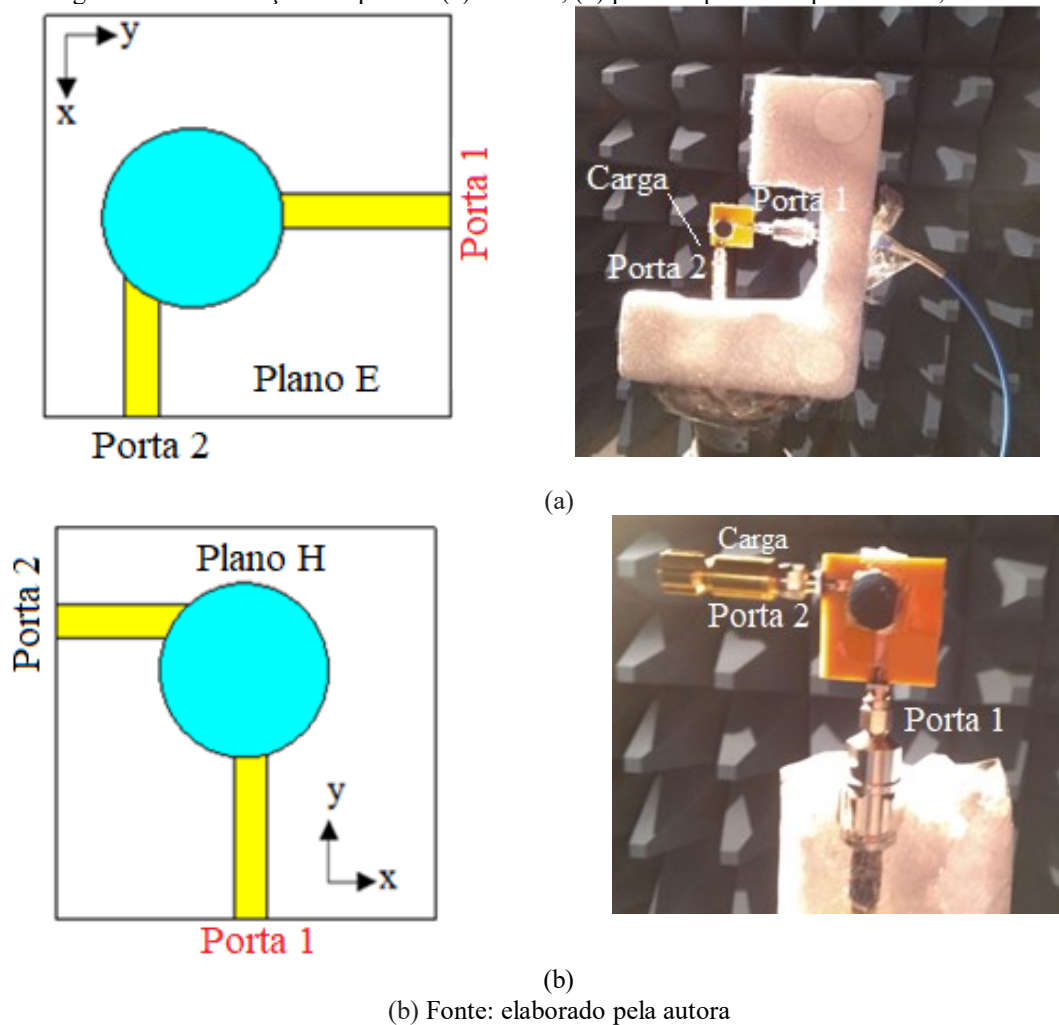 y
x
Porta 1
Plano E
Porta 2
Carga
Porta 1
Porta 2
(a)
Porta 2
Plano H
y
x
Porta 1
Carga
Porta 2
Porta 1
(b)
(b) Fonte: elaborado pela autora